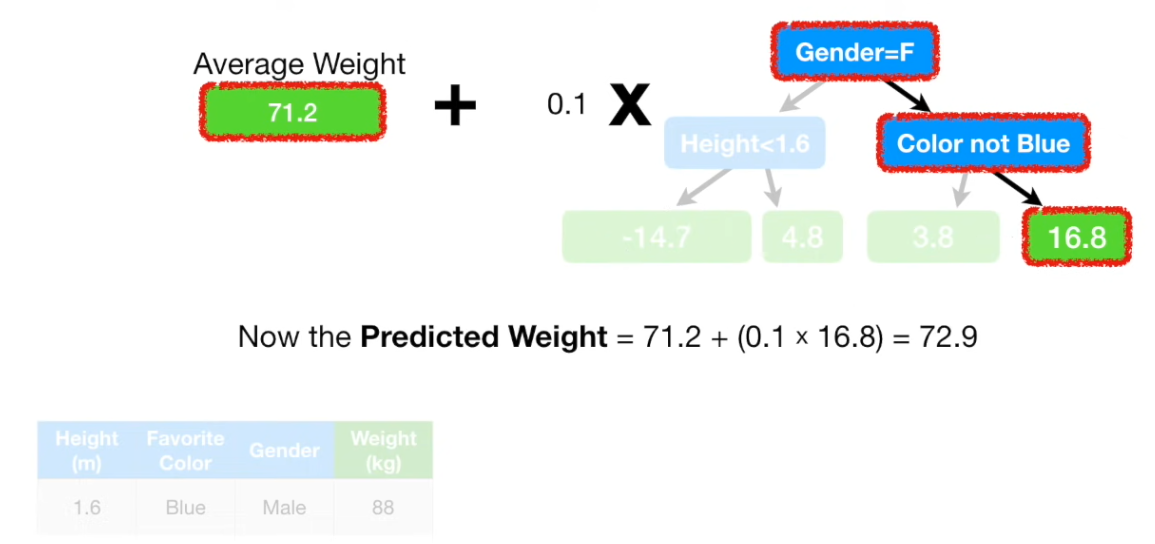 Average Weight
71.2
+
0.1 X
Gender=F
Height<1.6
Color not Blue
-14.7
4.8
3.8
16.8
Now the Predicted Weight = 71.2 + (0.1 × 16.8) = 72.9
Height (m) Favorite Color Gender Weight (kg)
1.6 Blue Male 88